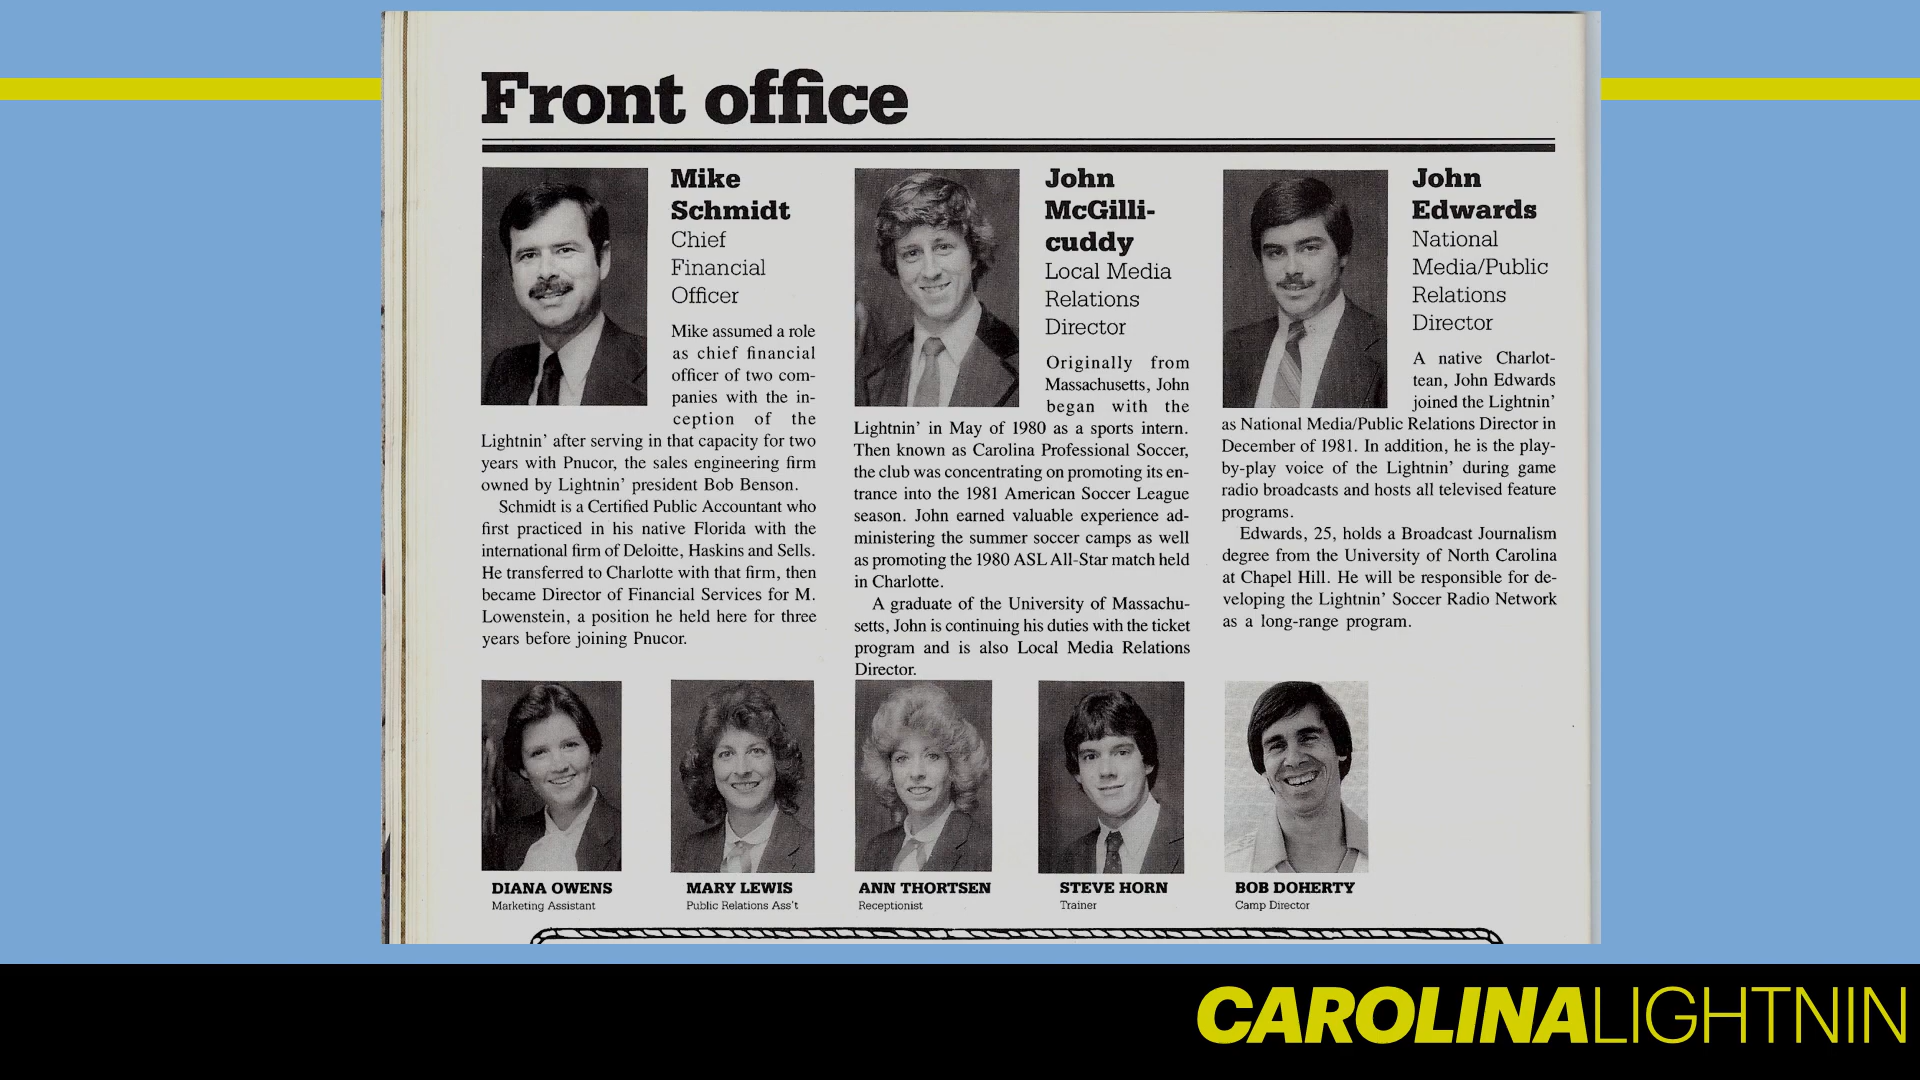 Front office
Mike
Schmidt
Chief
Financial
Officer
Mike assumed a role
as chief financial
officer of two com-
panies with the in-
ception of the
Lightnin' after serving in that capacity for two
years with Pnucor, the sales engineering firm
owned by Lightnin' president Bob Benson.
Schmidt is a Certified Public Accountant who
first practiced in his native Florida with the
international firm of Deloitte, Haskins and Sells.
He transferred to Charlotte with that firm, then
became Director of Financial Services for M.
Lowenstein, a position he held here for three
years before joining Pnucor.
John
McGilli-
cuddy
Local Media
Relations
Director
Originally from
Massachusetts, John
began with the
Lightnin' in May of 1980 as a sports intern.
Then known as Carolina Professional Soccer,
the club was concentrating on promoting its en-
trance into the 1981 American Soccer League
season. John earned valuable experience ad-
ministering the summer soccer camps as well
as promoting the 1980 ASL All-Star match held
in Charlotte.
A graduate of the University of Massachu-
setts, John is continuing his duties with the ticket
program and is also Local Media Relations
Director.
John
Edwards
National
Media/Public
Relations
Director
A native Charlot-
tean, John Edwards
joined the Lightnin'
as National Media/Public Relations Director in
December of 1981. In addition, he is the play-
by-play voice of the Lightnin' during game
radio broadcasts and hosts all televised feature
programs.
Edwards, 25, holds a Broadcast Journalism
degree from the University of North Carolina
at Chapel Hill. He will be responsible for de-
veloping the Lightnin' Soccer Radio Network
as a long-range program.
DIANA OWENS
Marketing Assistant
MARY LEWIS
Public Relations Ass't
ANN THORTSEN
Receptionist
STEVE HORN
Trainer
BOB DOHERTY
Camp Director
CAROLINALIGHTNIN